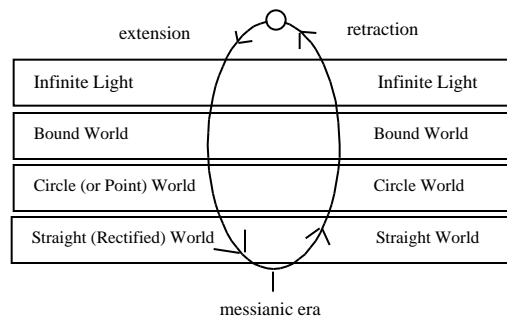 extension
retraction
Infinite Light
Infinite Light
Bound World
Bound World
Circle (or Point) World
Circle World
Straight (Rectified) World
Straight World
messianic era